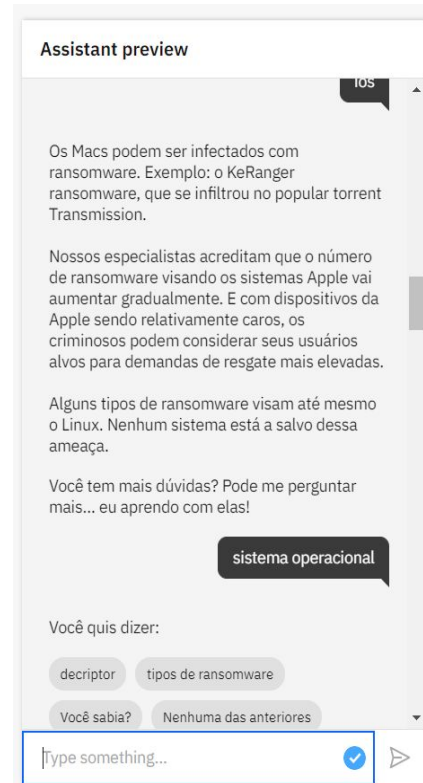 Assistant preview
ios
Os Macs podem ser infectados com
ransomware. Exemplo: o KeRanger
ransomware, que se infiltrou no popular torrent
Transmission.
Nossos especialistas acreditam que o número
de ransomware visando os sistemas Apple vai
aumentar gradualmente. E com dispositivos da
Apple sendo relativamente caros, os
criminosos podem considerar seus usuários
alvos para demandas de resgate mais elevadas.
Alguns tipos de ransomware visam até mesmo
o Linux. Nenhum sistema está a salvo dessa
ameaça.
Você tem mais dúvidas? Pode me perguntar
mais... eu aprendo com elas!
sistema operacional
Você quis dizer:
decriptor tipos de ransomware
Você sabia? Nenhuma das anteriores
Type something...